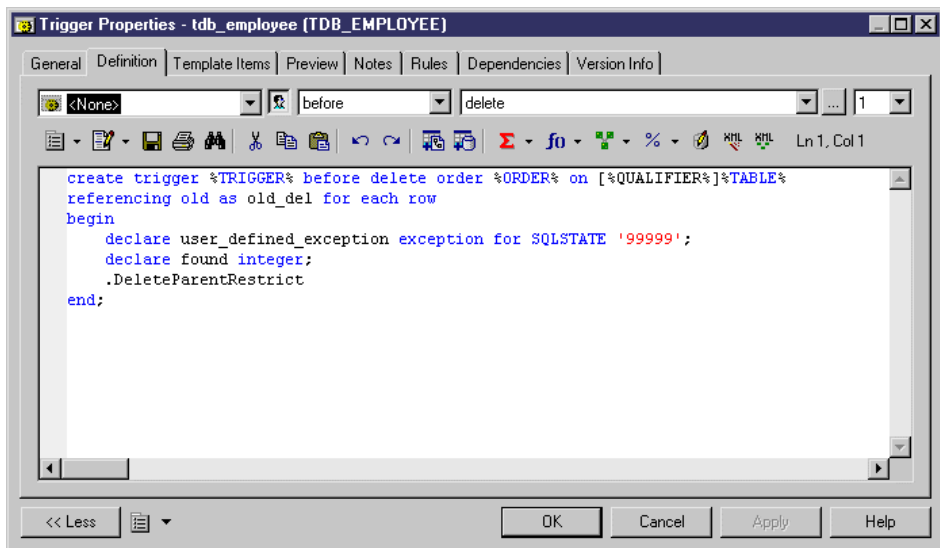 Trigger Properties - tdb_employee (TDB_EMPLOYEE)
General Definition Template Items Preview Notes Rules Dependencies Version Info
<None> before delete ... 1
Σ f() % XML XML Ln 1, Col 1
create trigger %TRIGGER% before delete order %ORDER% on [%QUALIFIER%]%TABLE%
referencing old as old_del for each row
begin
    declare user_defined_exception exception for SQLSTATE '99999';
    declare found integer;
    .DeleteParentRestrict
end;
<< Less OK Cancel Apply Help